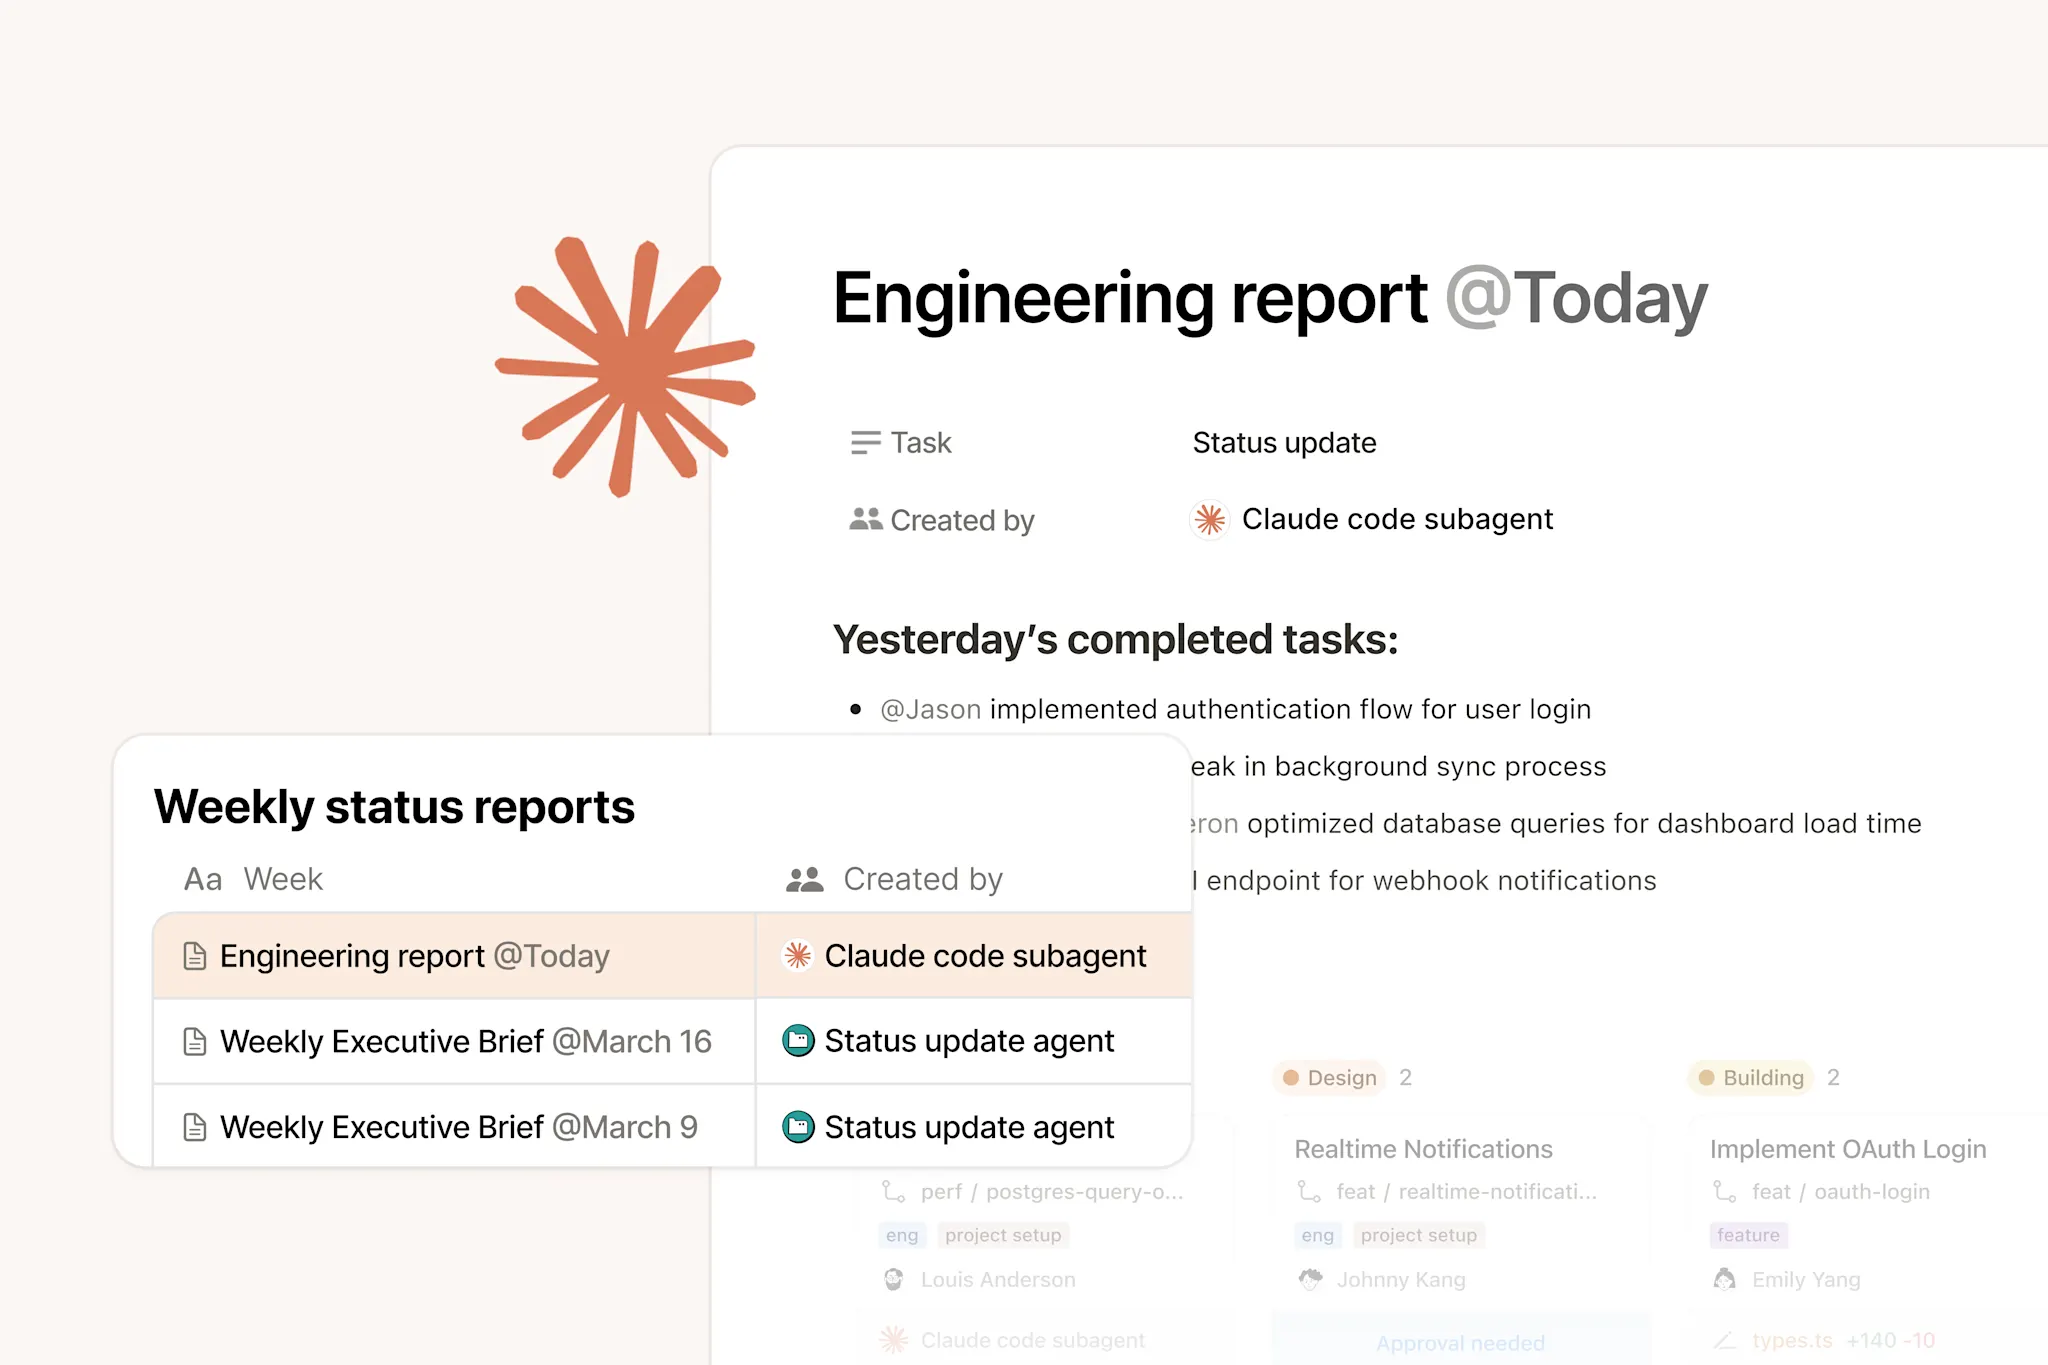 Engineering report @Today
Task Status update
Created by Claude code subagent
Yesterday’s completed tasks:
@Jason implemented authentication flow for user login
in background sync process
optimized database queries for dashboard load time
endpoint for webhook notifications
Weekly status reports
Aa Week Created by
Engineering report @Today Claude code subagent
Weekly Executive Brief @March 16 Status update agent
Weekly Executive Brief @March 9 Status update agent
Design 2
Building 2
perf / postgres-query-o...
eng project setup
Louis Anderson
Claude code subagent
Realtime Notifications
feat / realtime-notificati...
eng project setup
Johnny Kang
Approval needed
Implement OAuth Login
feat / oauth-login
feature
Emily Yang
types.ts +140 -10